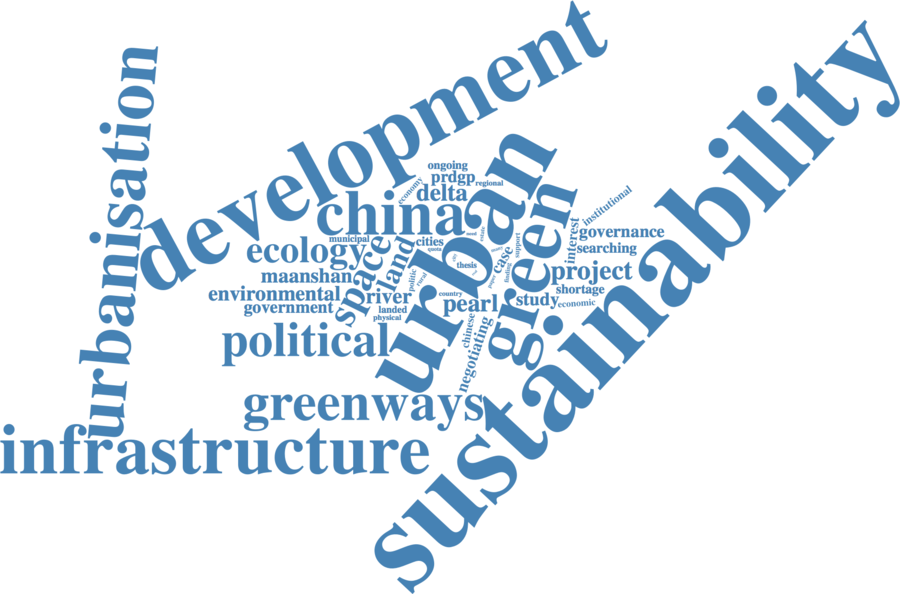 sustainability
development
urbanisation
urban
green
infrastructure
greenways
political
china
ecology
space
land
delta
prdgp
ongoing
regional
economy
municipal
cities
maanshan
environmental
government
river
landed
physical
pearl
country
thesis
case
study
project
shortage
economic
governance
searching
interest
institutional
support
negotiating
chinese
politic